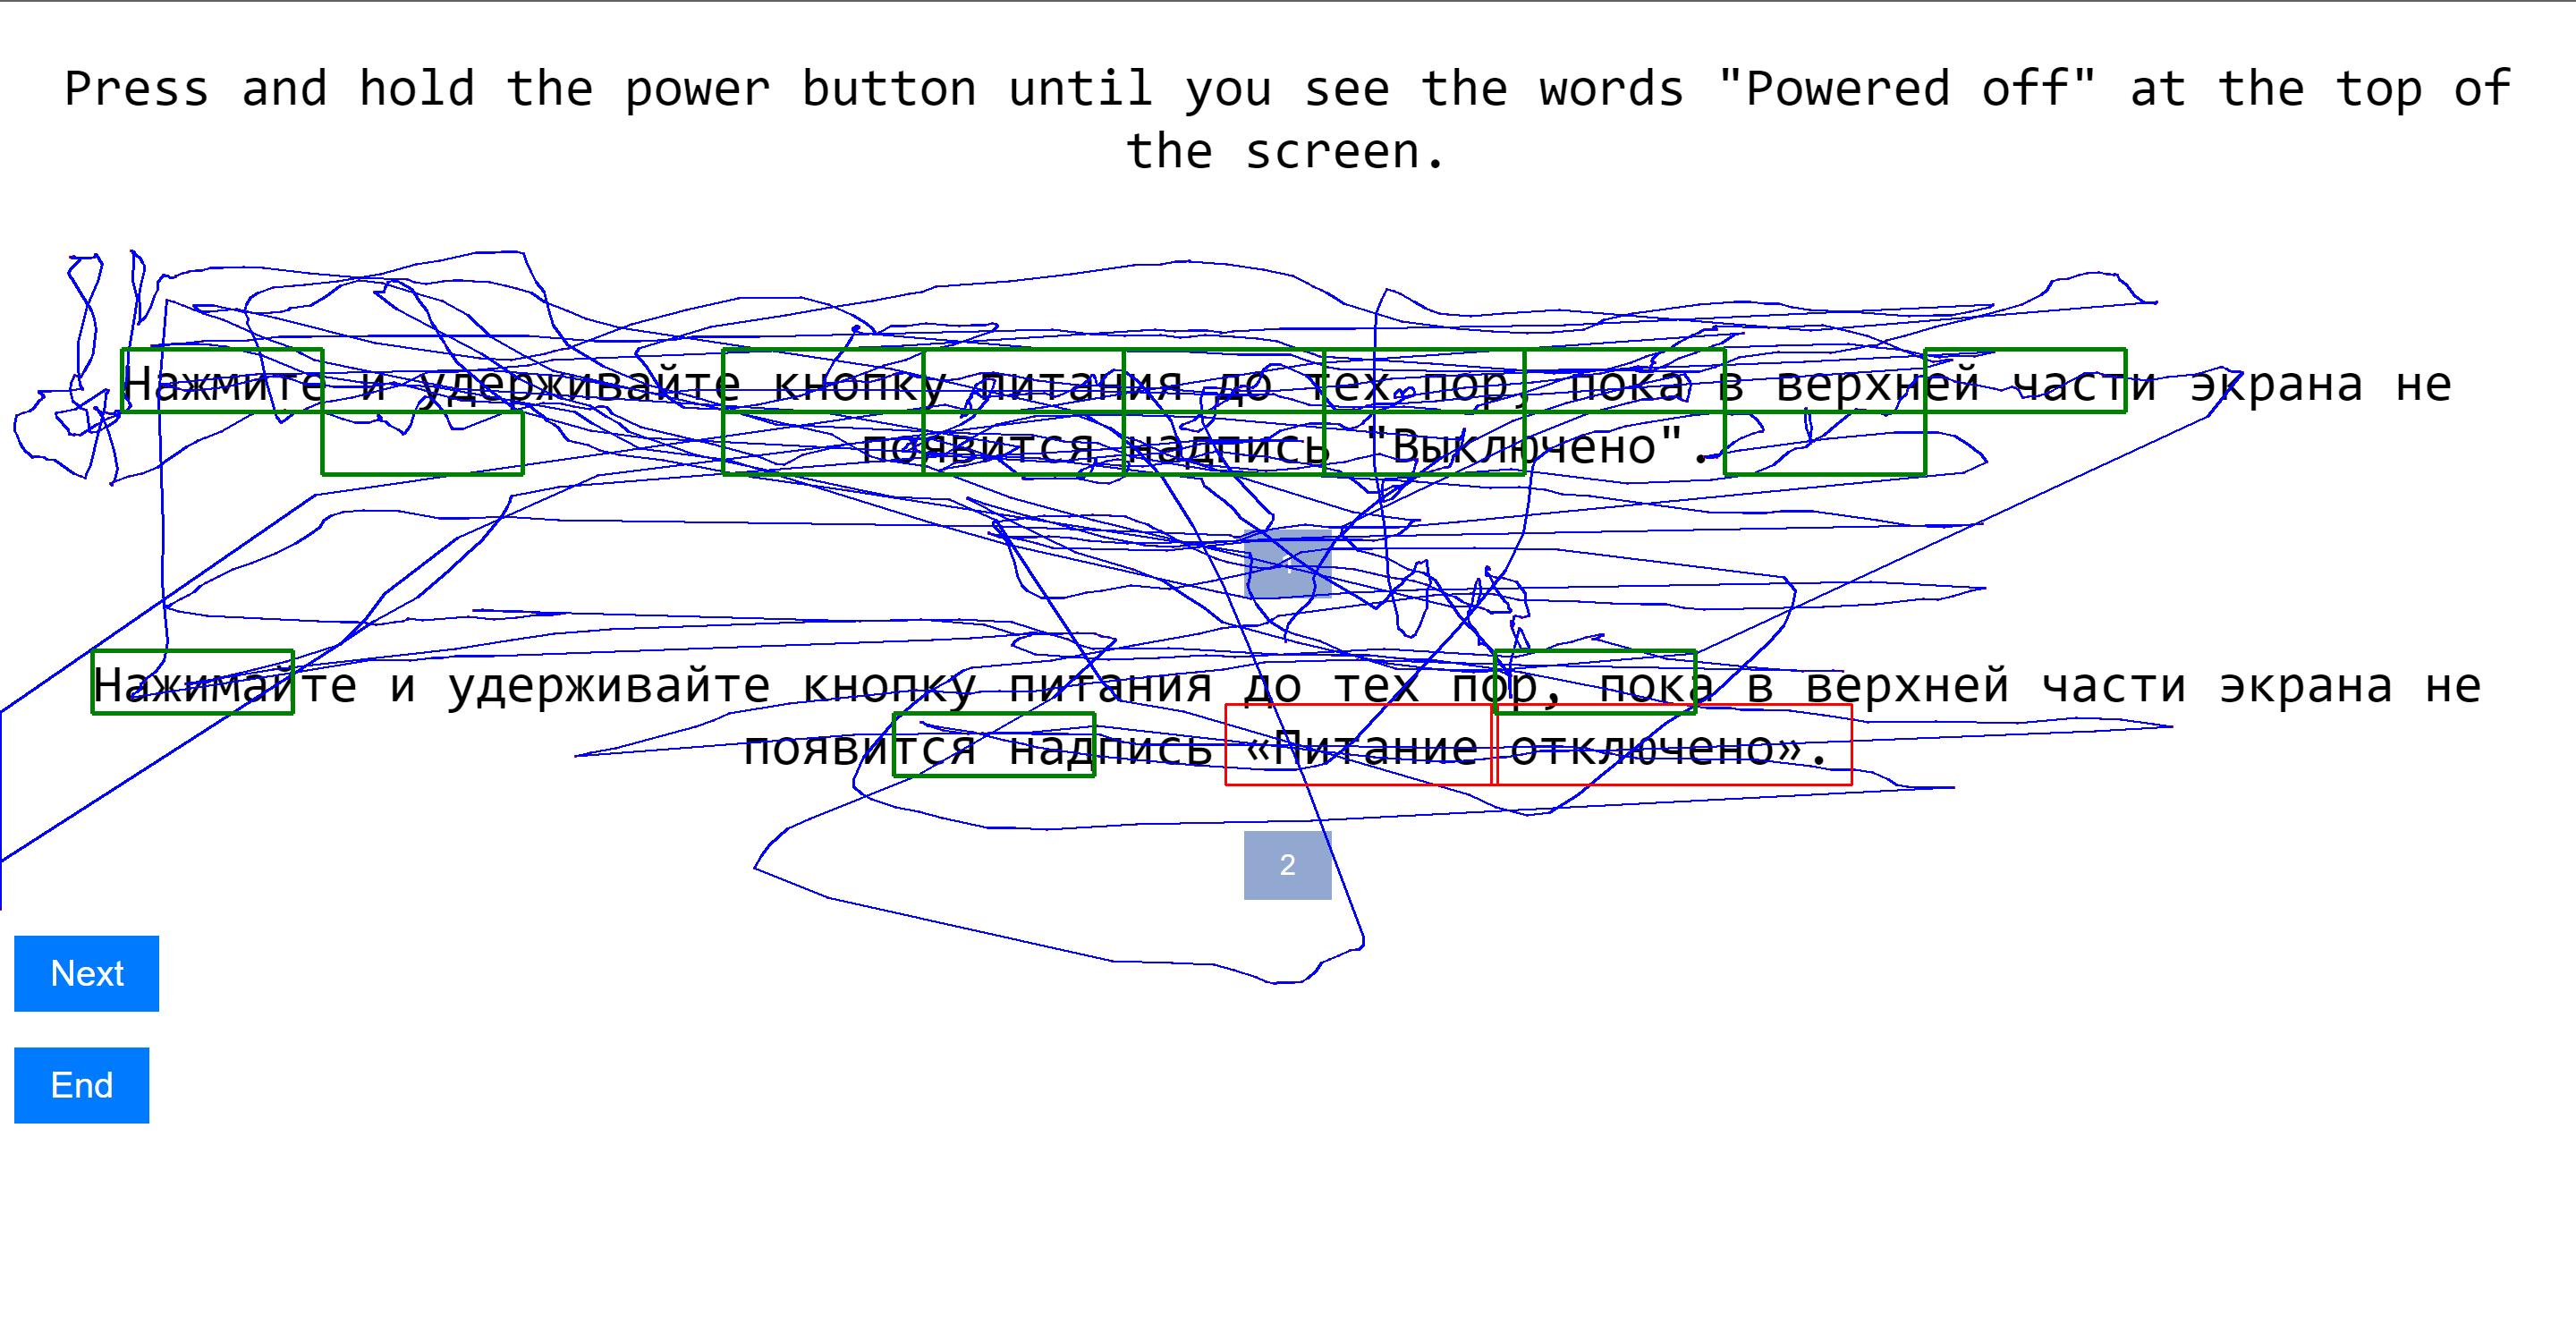 Press and hold the power button until you see the words "Powered off" at the top of
the screen.
Нажмите и удерживайте кнопку питания до тех пор, пока в верхней части экрана не
появится надпись "Выключено".
1
Нажимайте и удерживайте кнопку питания до тех пор, пока в верхней части экрана не
появится надпись «Питание отключено».
2
Next
End